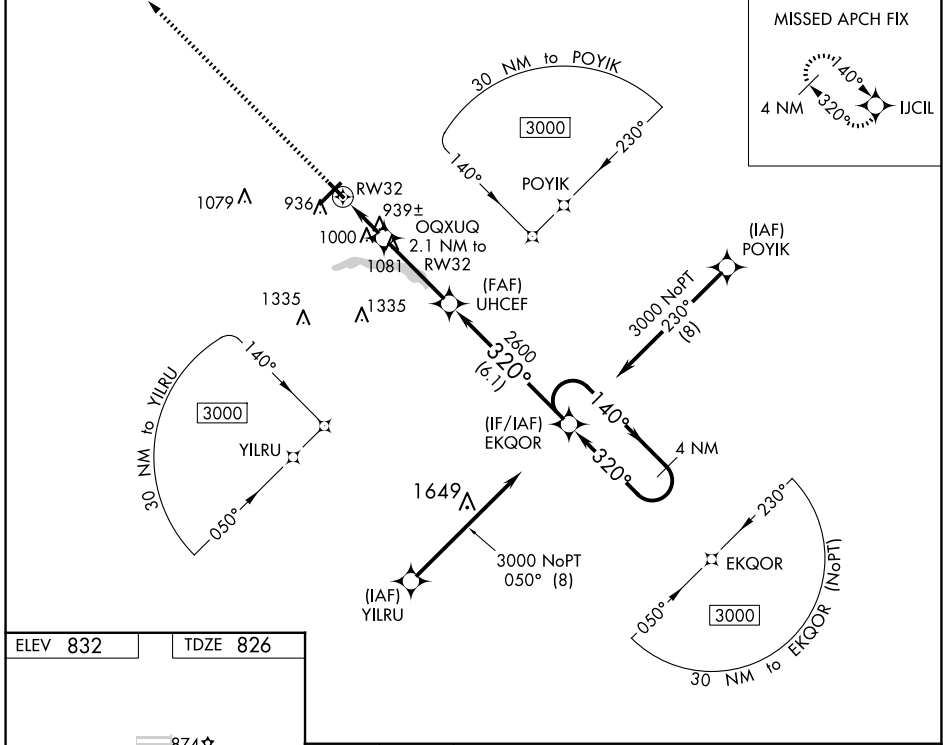 MISSED APCH FIX
140°
4 NM
320°
IJCIL
30 NM to POYIK
3000
140°
230°
POYIK
1079
936
RW32
939±
1000
OQXUQ
2.1 NM to
RW32
1081
(FAF)
UHCEF
1335
1335
(IAF)
POYIK
3000 NoPT
230°
(8)
2600
320°
(6.1)
30 NM to YILRU
140°
3000
YILRU
050°
(IF/IAF)
EKQOR
140°
4 NM
320°
1649
3000 NoPT
050° (8)
(IAF)
YILRU
230°
EKQOR
050°
3000
30 NM to EKQOR (NoPT)
ELEV 832
TDZE 826
874